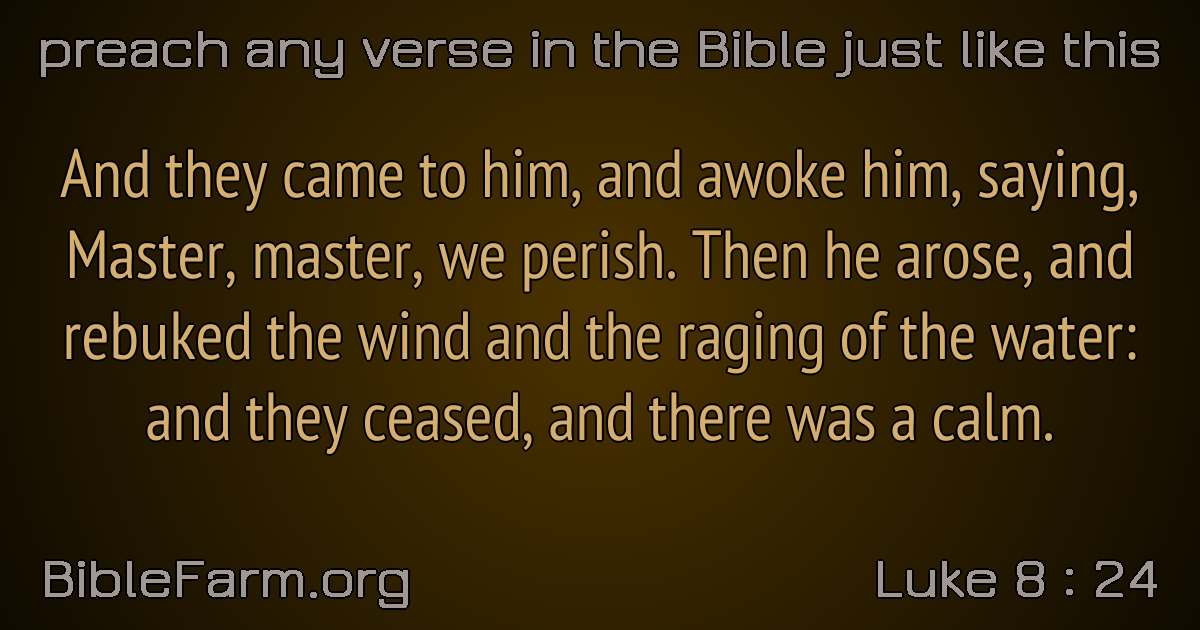 preach any verse in the Bible just like this
And they came to him, and awoke him, saying,
Master, master, we perish. Then he arose, and
rebuked the wind and the raging of the water:
and they ceased, and there was a calm.
BibleFarm.org
Luke 8 : 24